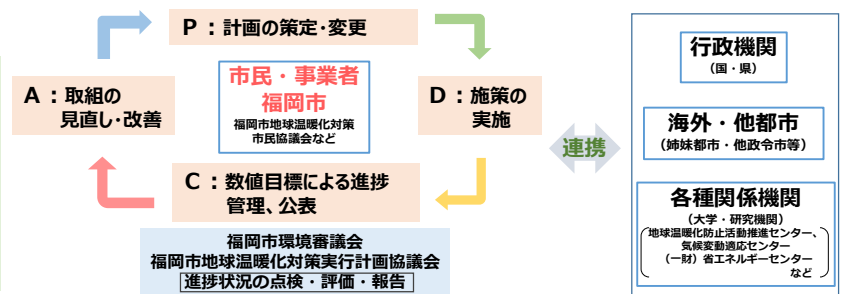 P：計画の策定・変更
市民・事業者
福岡市
福岡市地球温暖化対策
市民協議会など
A：取組の
見直し・改善
D：施策の
実施
C：数値目標による進捗
管理、公表
福岡市環境審議会
福岡市地球温暖化対策実行計画協議会
進捗状況の点検・評価・報告
連携
行政機関
（国・県）
海外・他都市
（姉妹都市・他政令市等）
各種関係機関
（大学・研究機関）
地球温暖化防止活動推進センター、
気候変動適応センター
（一財）省エネルギーセンター
など